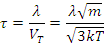 τ = λ / V_T = λ√m / √3kT